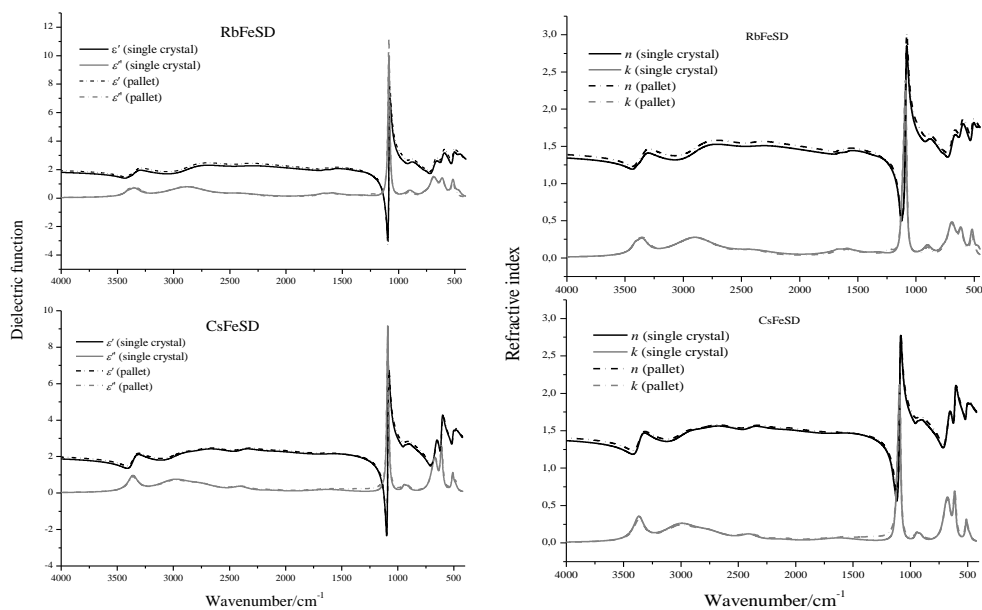 RbFeSD
ε′ (single crystal)
ε″ (single crystal)
ε′ (pallet)
ε″ (pallet)
12
10
8
6
4
2
0
-2
-4
4000 3500 3000 2500 2000 1500 1000 500
Dielectric function
CsFeSD
ε′ (single crystal)
ε″ (single crystal)
ε′ (pallet)
ε″ (pallet)
10
8
6
4
2
0
-2
-4
4000 3500 3000 2500 2000 1500 1000 500
Wavenumber/cm⁻¹
RbFeSD
n (single crystal)
k (single crystal)
n (pallet)
k (pallet)
3,0
2,5
2,0
1,5
1,0
0,5
0,0
4000 3500 3000 2500 2000 1500 1000 500
Refractive index
CsFeSD
n (single crystal)
k (single crystal)
n (pallet)
k (pallet)
3,0
2,5
2,0
1,5
1,0
0,5
0,0
4000 3500 3000 2500 2000 1500 1000 500
Wavenumber/cm⁻¹